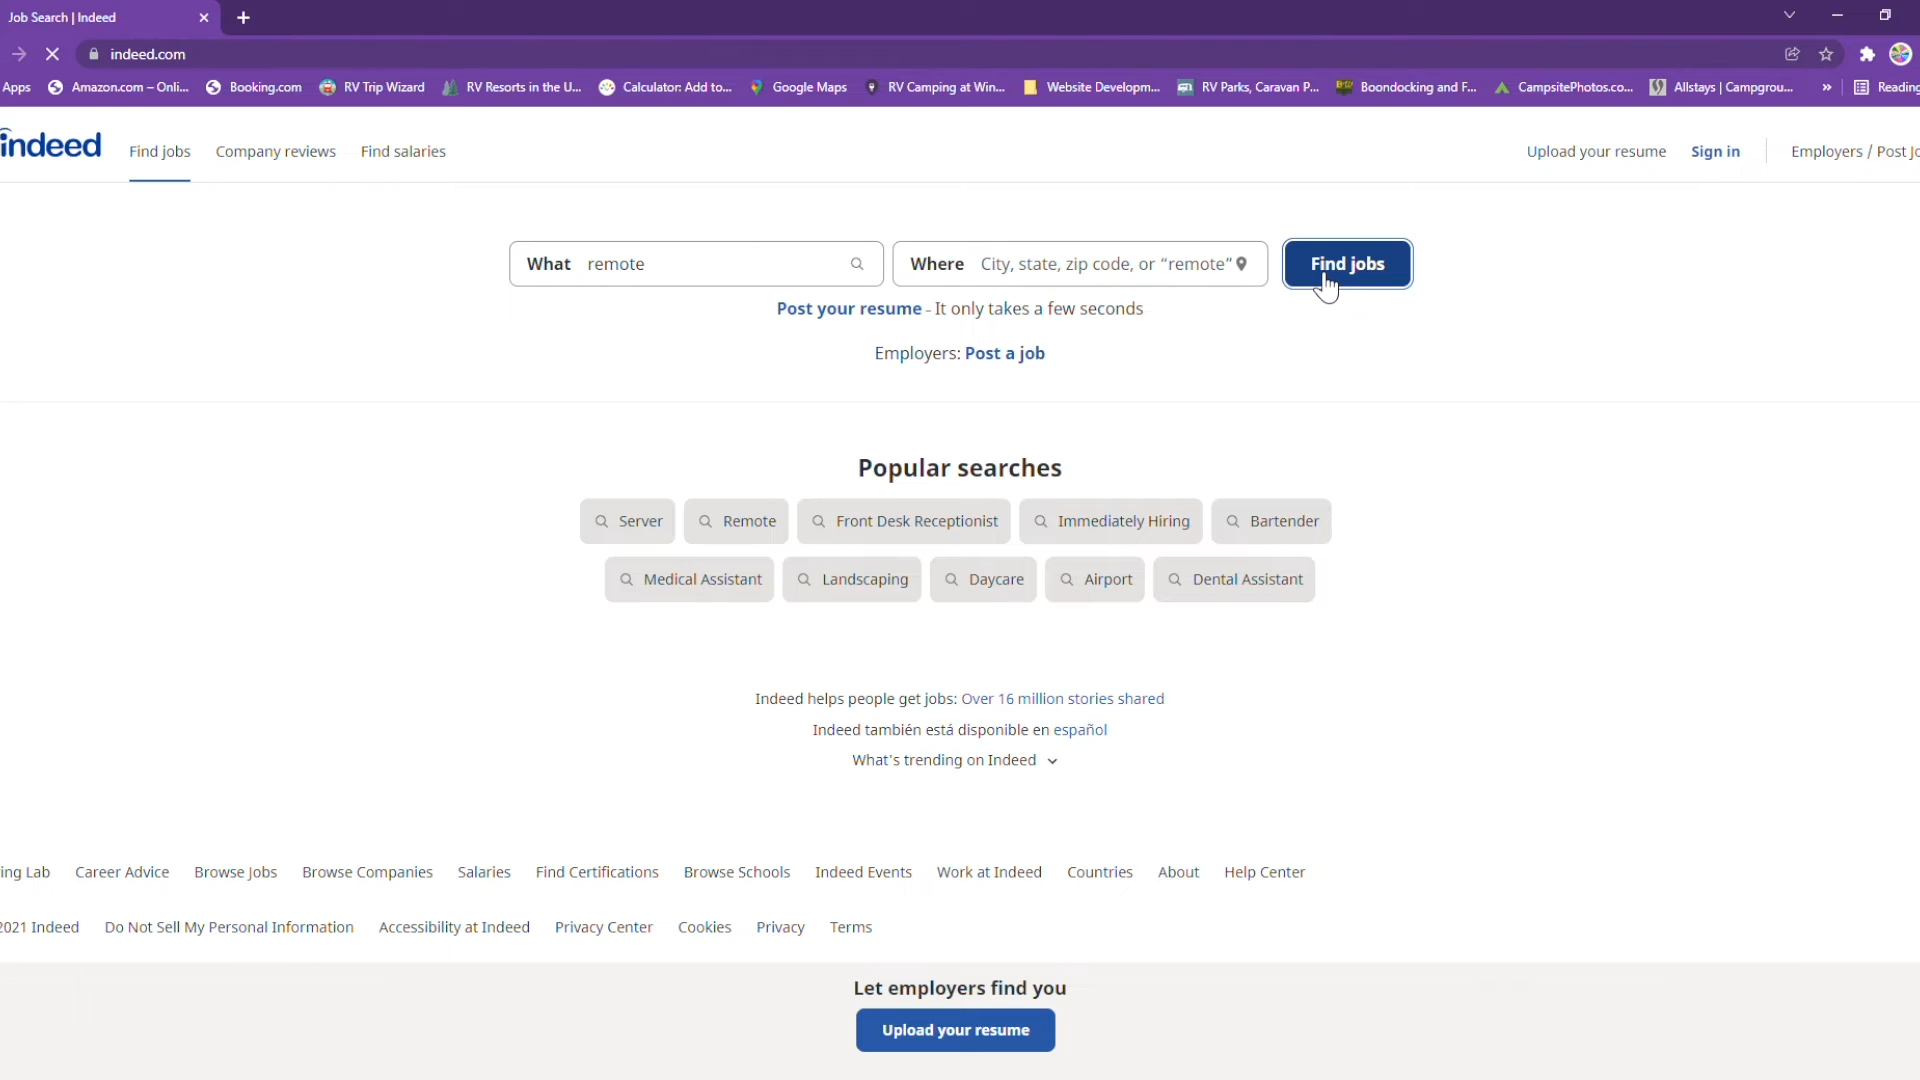 Job Search | Indeed
indeed.com
Apps Amazon.com – Onli... Booking.com RV Trip Wizard RV Resorts in the U... Calculator: Add to... Google Maps RV Camping at Win... Website Developm... RV Parks, Caravan P... Boondocking and F... CampsitePhotos.co... Allstays | Campgrou... » Reading
indeed Find jobs Company reviews Find salaries Upload your resume Sign in Employers / Post Jo
What remote Where City, state, zip code, or “remote” Find jobs
Post your resume - It only takes a few seconds
Employers: Post a job
Popular searches
Server Remote Front Desk Receptionist Immediately Hiring Bartender
Medical Assistant Landscaping Daycare Airport Dental Assistant
Indeed helps people get jobs: Over 16 million stories shared
Indeed también está disponible en español
What's trending on Indeed
ing Lab Career Advice Browse Jobs Browse Companies Salaries Find Certifications Browse Schools Indeed Events Work at Indeed Countries About Help Center
2021 Indeed Do Not Sell My Personal Information Accessibility at Indeed Privacy Center Cookies Privacy Terms
Let employers find you
Upload your resume